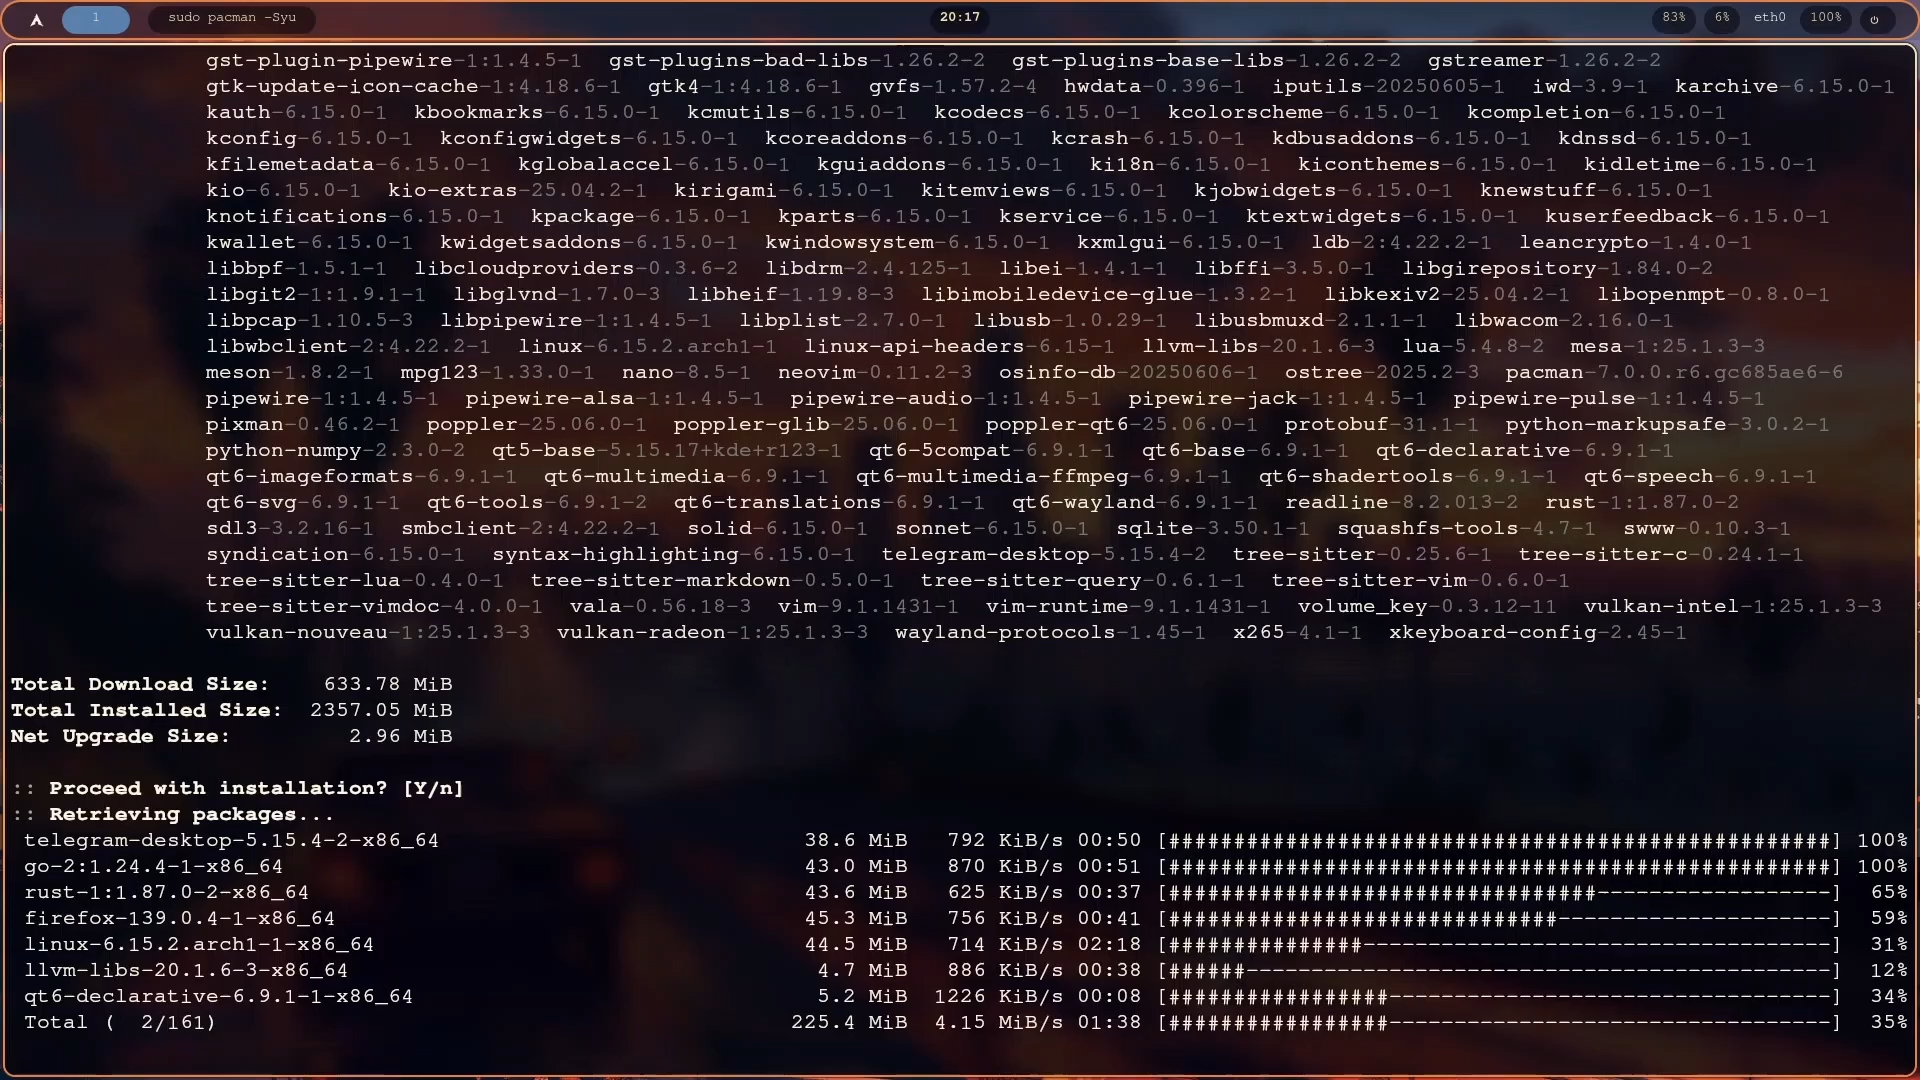 1
sudo pacman -Syu
20:17
83%
6%
eth0
100%
gst-plugin-pipewire-1:1.4.5-1  gst-plugins-bad-libs-1.26.2-2  gst-plugins-base-libs-1.26.2-2  gstreamer-1.26.2-2
gtk-update-icon-cache-1:4.18.6-1  gtk4-1:4.18.6-1  gvfs-1.57.2-4  hwdata-0.396-1  iputils-20250605-1  iwd-3.9-1  karchive-6.15.0-1
kauth-6.15.0-1  kbookmarks-6.15.0-1  kcmutils-6.15.0-1  kcodecs-6.15.0-1  kcolorscheme-6.15.0-1  kcompletion-6.15.0-1
kconfig-6.15.0-1  kconfigwidgets-6.15.0-1  kcoreaddons-6.15.0-1  kcrash-6.15.0-1  kdbusaddons-6.15.0-1  kdnssd-6.15.0-1
kfilemetadata-6.15.0-1  kglobalaccel-6.15.0-1  kguiaddons-6.15.0-1  ki18n-6.15.0-1  kiconthemes-6.15.0-1  kidletime-6.15.0-1
kio-6.15.0-1  kio-extras-25.04.2-1  kirigami-6.15.0-1  kitemviews-6.15.0-1  kjobwidgets-6.15.0-1  knewstuff-6.15.0-1
knotifications-6.15.0-1  kpackage-6.15.0-1  kparts-6.15.0-1  kservice-6.15.0-1  ktextwidgets-6.15.0-1  kuserfeedback-6.15.0-1
kwallet-6.15.0-1  kwidgetsaddons-6.15.0-1  kwindowsystem-6.15.0-1  kxmlgui-6.15.0-1  ldb-2:4.22.2-1  leancrypto-1.4.0-1
libbpf-1.5.1-1  libcloudproviders-0.3.6-2  libdrm-2.4.125-1  libei-1.4.1-1  libffi-3.5.0-1  libgirepository-1.84.0-2
libgit2-1:1.9.1-1  libglvnd-1.7.0-3  libheif-1.19.8-3  libimobiledevice-glue-1.3.2-1  libkexiv2-25.04.2-1  libopenmpt-0.8.0-1
libpcap-1.10.5-3  libpipewire-1:1.4.5-1  libplist-2.7.0-1  libusb-1.0.29-1  libusbmuxd-2.1.1-1  libwacom-2.16.0-1
libwbclient-2:4.22.2-1  linux-6.15.2.arch1-1  linux-api-headers-6.15-1  llvm-libs-20.1.6-3  lua-5.4.8-2  mesa-1:25.1.3-3
meson-1.8.2-1  mpg123-1.33.0-1  nano-8.5-1  neovim-0.11.2-3  osinfo-db-20250606-1  ostree-2025.2-3  pacman-7.0.0.r6.gc685ae6-6
pipewire-1:1.4.5-1  pipewire-alsa-1:1.4.5-1  pipewire-audio-1:1.4.5-1  pipewire-jack-1:1.4.5-1  pipewire-pulse-1:1.4.5-1
pixman-0.46.2-1  poppler-25.06.0-1  poppler-glib-25.06.0-1  poppler-qt6-25.06.0-1  protobuf-31.1-1  python-markupsafe-3.0.2-1
python-numpy-2.3.0-2  qt5-base-5.15.17+kde+r123-1  qt6-5compat-6.9.1-1  qt6-base-6.9.1-1  qt6-declarative-6.9.1-1
qt6-imageformats-6.9.1-1  qt6-multimedia-6.9.1-1  qt6-multimedia-ffmpeg-6.9.1-1  qt6-shadertools-6.9.1-1  qt6-speech-6.9.1-1
qt6-svg-6.9.1-1  qt6-tools-6.9.1-2  qt6-translations-6.9.1-1  qt6-wayland-6.9.1-1  readline-8.2.013-2  rust-1:1.87.0-2
sdl3-3.2.16-1  smbclient-2:4.22.2-1  solid-6.15.0-1  sonnet-6.15.0-1  sqlite-3.50.1-1  squashfs-tools-4.7-1  swww-0.10.3-1
syndication-6.15.0-1  syntax-highlighting-6.15.0-1  telegram-desktop-5.15.4-2  tree-sitter-0.25.6-1  tree-sitter-c-0.24.1-1
tree-sitter-lua-0.4.0-1  tree-sitter-markdown-0.5.0-1  tree-sitter-query-0.6.1-1  tree-sitter-vim-0.6.0-1
tree-sitter-vimdoc-4.0.0-1  vala-0.56.18-3  vim-9.1.1431-1  vim-runtime-9.1.1431-1  volume_key-0.3.12-11  vulkan-intel-1:25.1.3-3
vulkan-nouveau-1:25.1.3-3  vulkan-radeon-1:25.1.3-3  wayland-protocols-1.45-1  x265-4.1-1  xkeyboard-config-2.45-1
Total Download Size:    633.78 MiB
Total Installed Size:  2357.05 MiB
Net Upgrade Size:         2.96 MiB
:: Proceed with installation? [Y/n]
:: Retrieving packages...
telegram-desktop-5.15.4-2-x86_64  38.6 MiB   792 KiB/s 00:50 [###################################################] 100%
go-2:1.24.4-1-x86_64  43.0 MiB   870 KiB/s 00:51 [###################################################] 100%
rust-1:1.87.0-2-x86_64  43.6 MiB   625 KiB/s 00:37 [#################################------------------]  65%
firefox-139.0.4-1-x86_64  45.3 MiB   756 KiB/s 00:41 [##############################---------------------]  59%
linux-6.15.2.arch1-1-x86_64  44.5 MiB   714 KiB/s 02:18 [###############------------------------------------]  31%
llvm-libs-20.1.6-3-x86_64  4.7 MiB   886 KiB/s 00:38 [######---------------------------------------------]  12%
qt6-declarative-6.9.1-1-x86_64  5.2 MiB  1226 KiB/s 00:08 [#################----------------------------------]  34%
Total (  2/161)  225.4 MiB  4.15 MiB/s 01:38 [#################----------------------------------]  35%